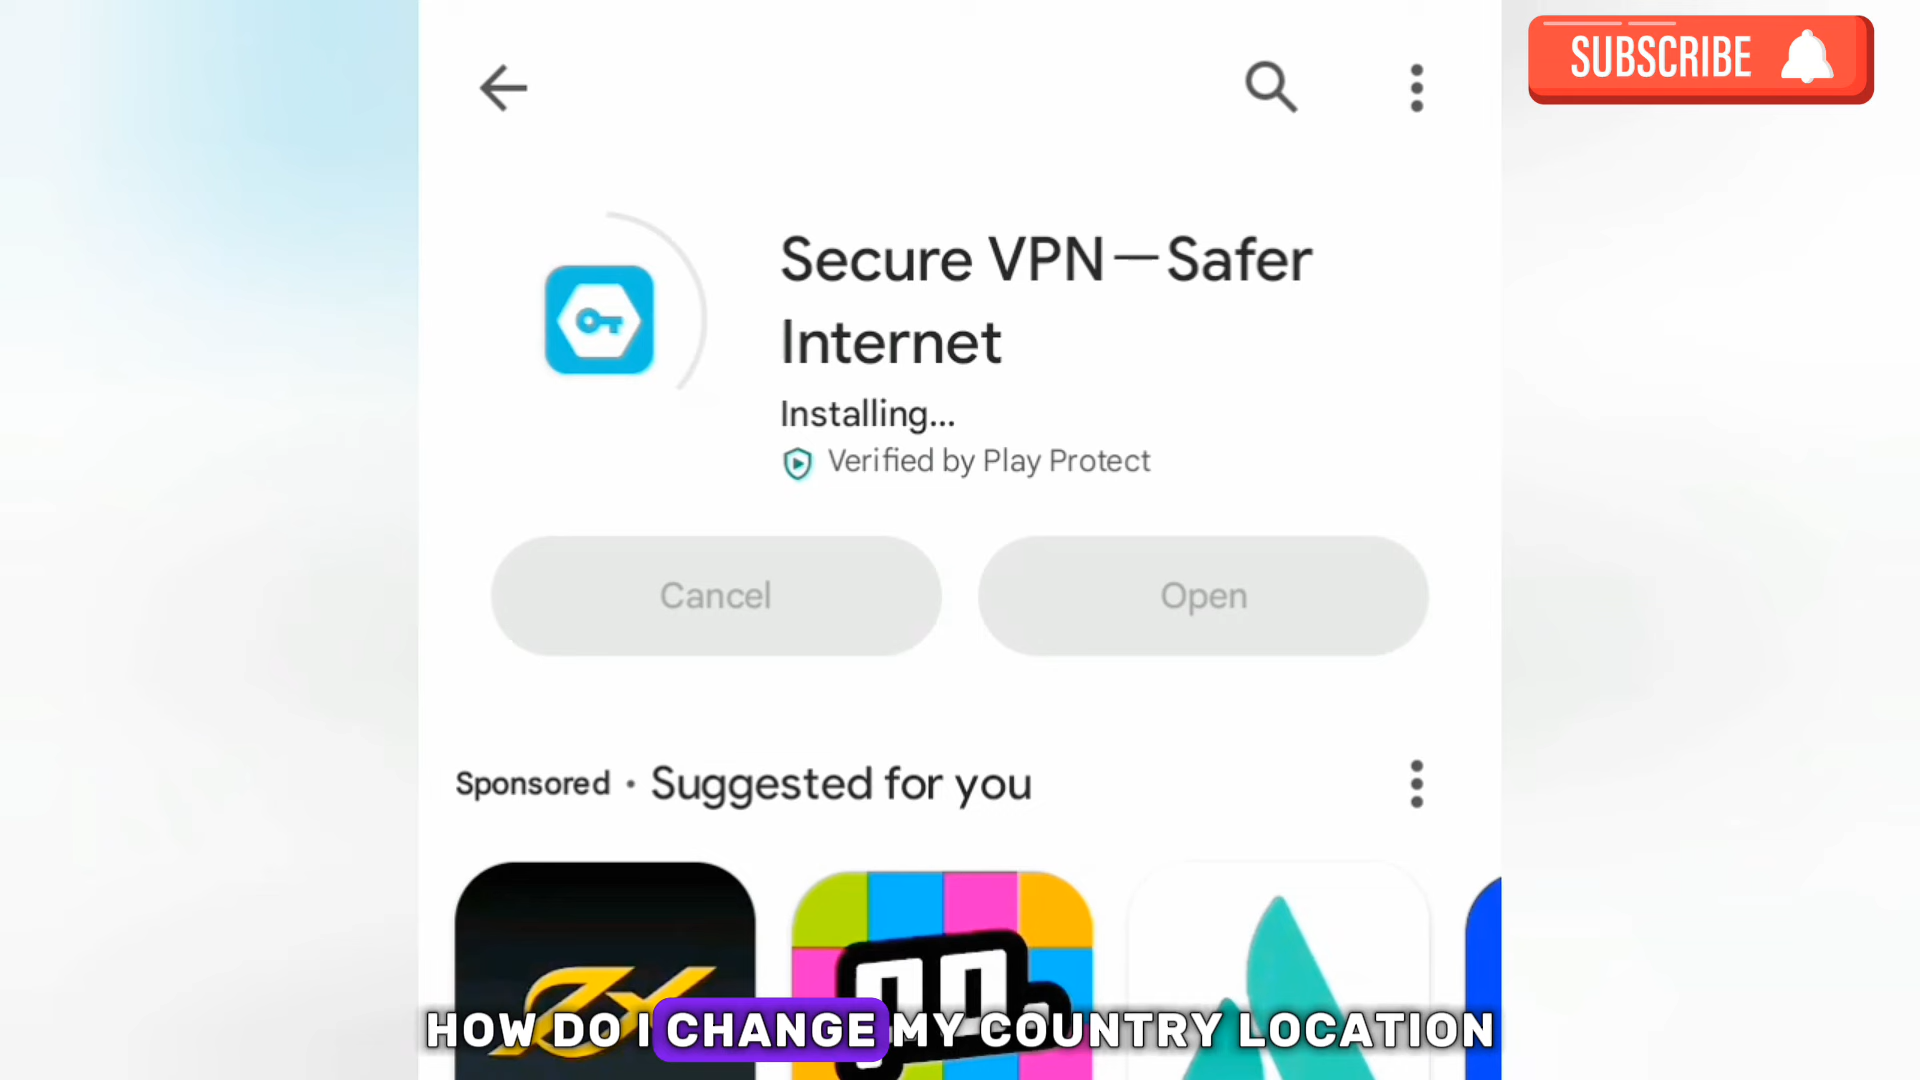 SUBSCRIBE
Secure VPN—Safer
Internet
Installing...
Verified by Play Protect
Cancel
Open
Sponsored • Suggested for you
HOW DO I CHANGE MY COUNTRY LOCATION